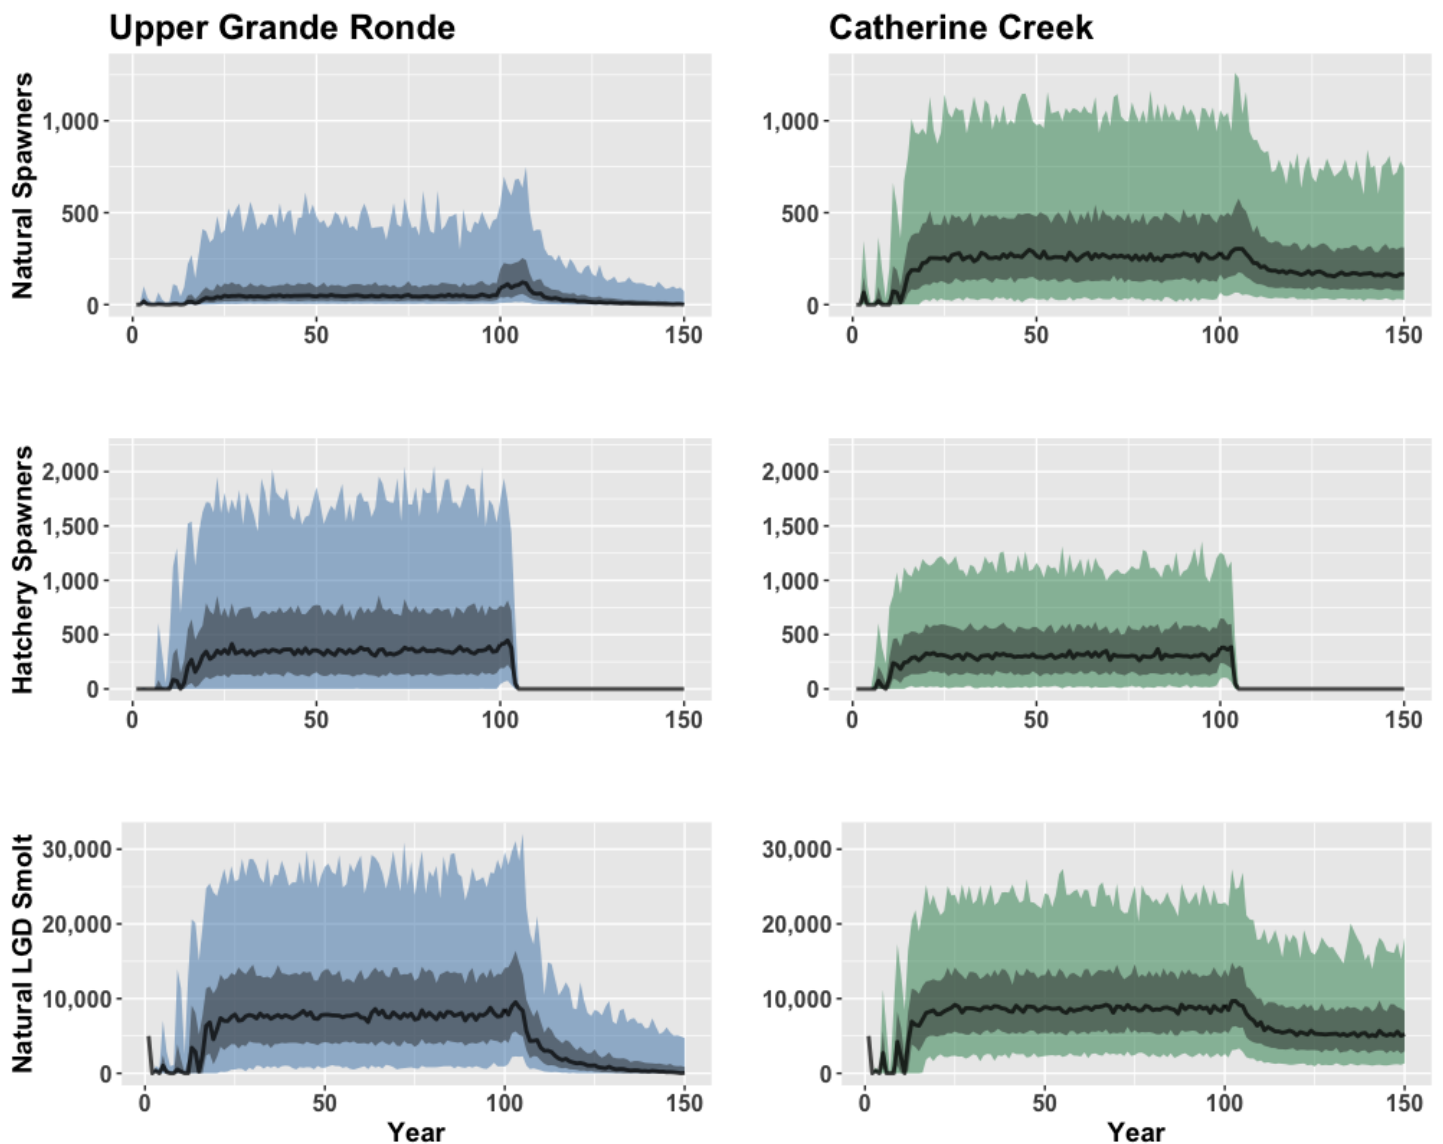 Upper Grande Ronde
Catherine Creek
Natural Spawners
1,000
500
0
0 50 100 150
1,000
500
0
0 50 100 150
Hatchery Spawners
2,000
1,500
1,000
500
0
0 50 100 150
2,000
1,500
1,000
500
0
0 50 100 150
Natural LGD Smolt
30,000
20,000
10,000
0
0 50 100 150
Year
30,000
20,000
10,000
0
0 50 100 150
Year